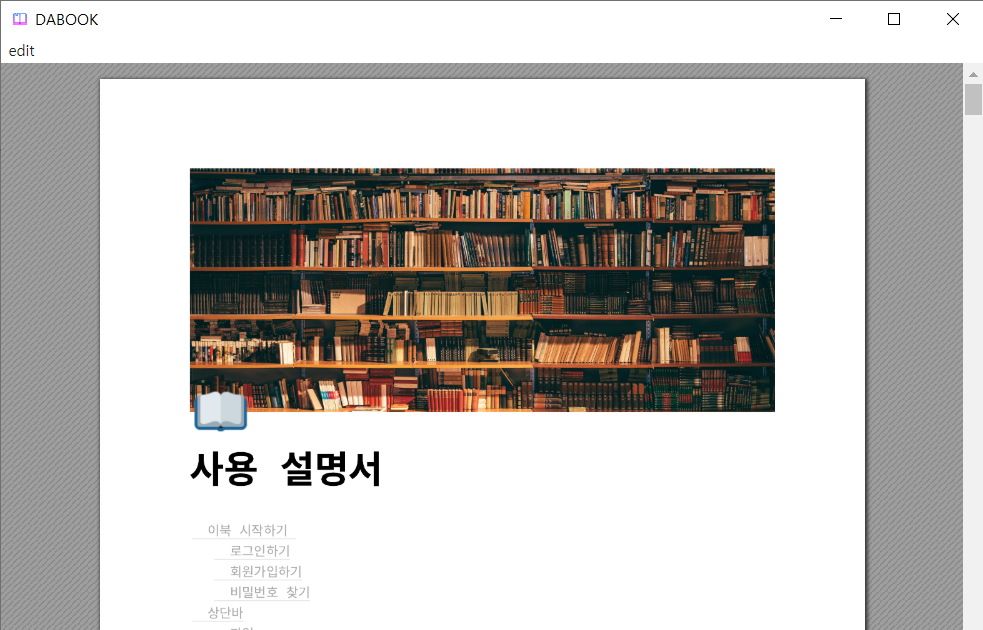 DABOOK
edit
사용 설명서
이북 시작하기
로그인하기
회원가입하기
비밀번호 찾기
상단바